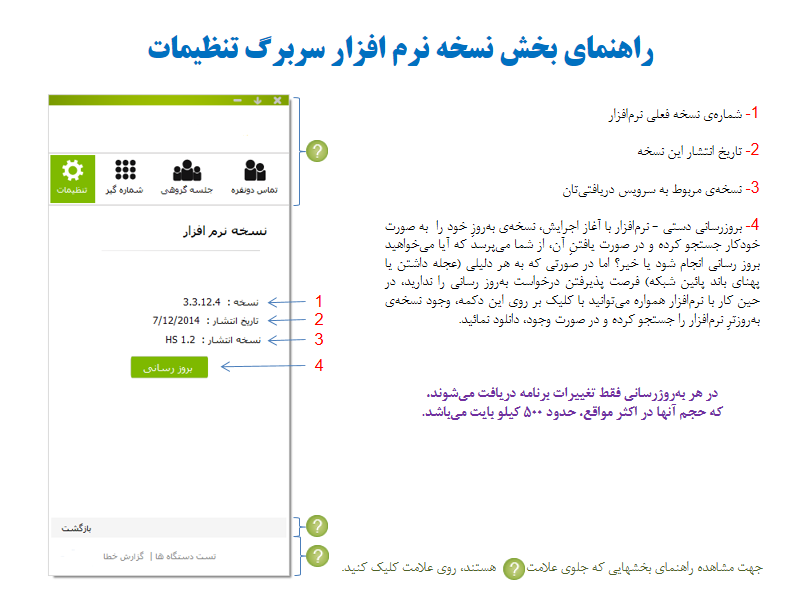 راهنمای بخش نسخه نرم افزار سربرگ تنظیمات
1- شماره‌ی نسخه فعلی نرم‌افزار
2- تاریخ انتشار این نسخه
3- نسخه‌ی مربوط به سرویس دریافتی‌تان
4- بروزرسانی دستی - نرم‌افزار با آغاز اجرایش، نسخه‌ی به‌روزِ خود را به صورت
خودکار جستجو کرده و در صورت یافتنِ آن، از شما می‌پرسد که آیا می‌خواهید
بروز رسانی انجام شود یا خیر؟ اما در صورتی که به هر دلیلی (عجله داشتن یا
پهنای باند پائین شبکه) فرصت پذیرفتن درخواست به‌روز رسانی را ندارید، در
حین کار با نرم‌افزار همواره می‌توانید با کلیک بر روی این دکمه، وجود نسخه‌ی
به‌روزترِ نرم‌افزار را جستجو کرده و در صورت وجود، دانلود نمائید.
در هر به‌روزرسانی فقط تغییرات برنامه دریافت می‌شوند،
که حجم آنها در اکثر مواقع، حدود ۵۰۰ کیلو بایت می‌باشد.
تماس دونفره
جلسه گروهی
شماره گیر
تنظیمات
?
نسخه نرم افزار
نسخه : 3.3.12.4
1
تاریخ انتشار : 7/12/2014
2
نسخه انتشار : HS 1.2
3
بروز رسانی
4
بازگشت
?
تست دستگاه ها | گزارش خطا
?
جهت مشاهده راهنمای بخشهایی که جلوی علامت ? هستند، روی علامت کلیک کنید.